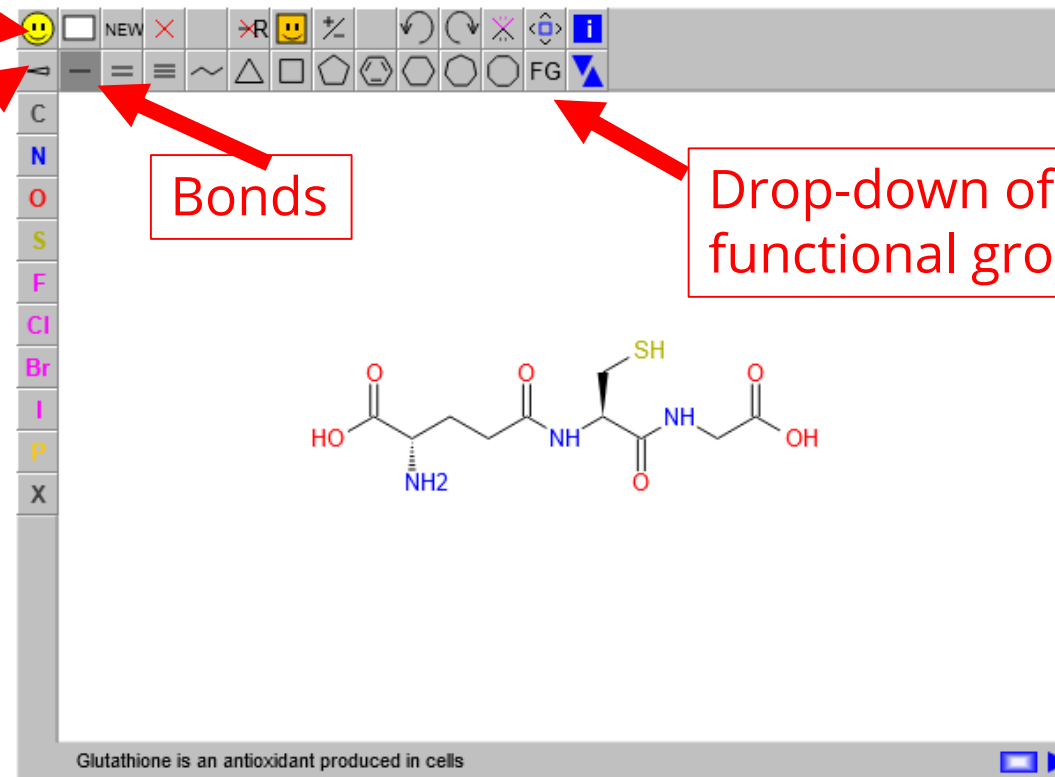 NEW
R
+/-
i
FG
C
N
O
S
F
Cl
Br
I
P
X
Bonds
Drop-down of
functional gro
SH
O
O
O
HO
NH
NH
OH
NH2
O
Glutathione is an antioxidant produced in cells